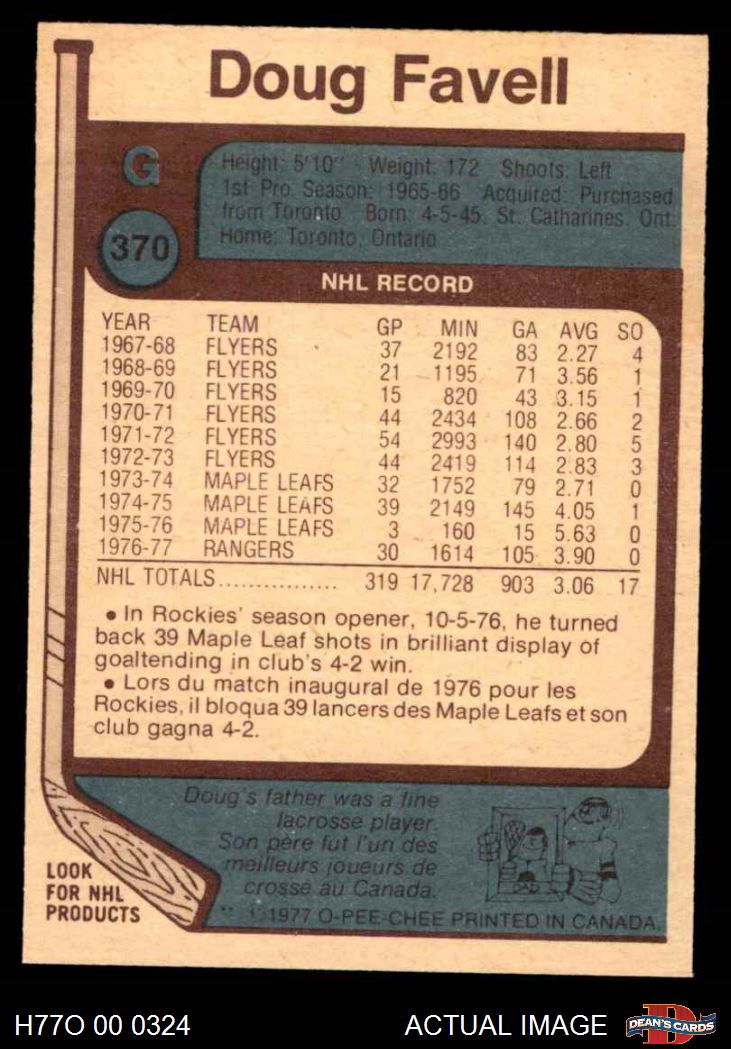 Doug Favell
G
Height: 5'10" Weight: 172 Shoots: Left
1st Pro. Season: 1965-66 Acquired: Purchased
from Toronto Born: 4-5-45. St. Catharines, Ont.
Home: Toronto, Ontario
370
NHL RECORD
YEAR TEAM GP MIN GA AVG SO
1967-68 FLYERS 37 2192 83 2.27 4
1968-69 FLYERS 21 1195 71 3.56 1
1969-70 FLYERS 15 820 43 3.15 1
1970-71 FLYERS 44 2434 108 2.66 2
1971-72 FLYERS 54 2993 140 2.80 5
1972-73 FLYERS 44 2419 114 2.83 3
1973-74 MAPLE LEAFS 32 1752 79 2.71 0
1974-75 MAPLE LEAFS 39 2149 145 4.05 1
1975-76 MAPLE LEAFS 3 160 15 5.63 0
1976-77 RANGERS 30 1614 105 3.90 0
NHL TOTALS................ 319 17,728 903 3.06 17
• In Rockies' season opener, 10-5-76, he turned
back 39 Maple Leaf shots in brilliant display of
goaltending in club's 4-2 win.
• Lors du match inaugural de 1976 pour les
Rockies, il bloqua 39 lancers des Maple Leafs et son
club gagna 4-2.
Doug's father was a fine
lacrosse player.
Son père fut l'un des
meilleurs joueurs de
crosse au Canada.
DAD
LOOK
FOR NHL
PRODUCTS
** ©1977 O-PEE-CHEE PRINTED IN CANADA.
H77O 00 0324 ACTUAL IMAGE D DEAN'S CARDS